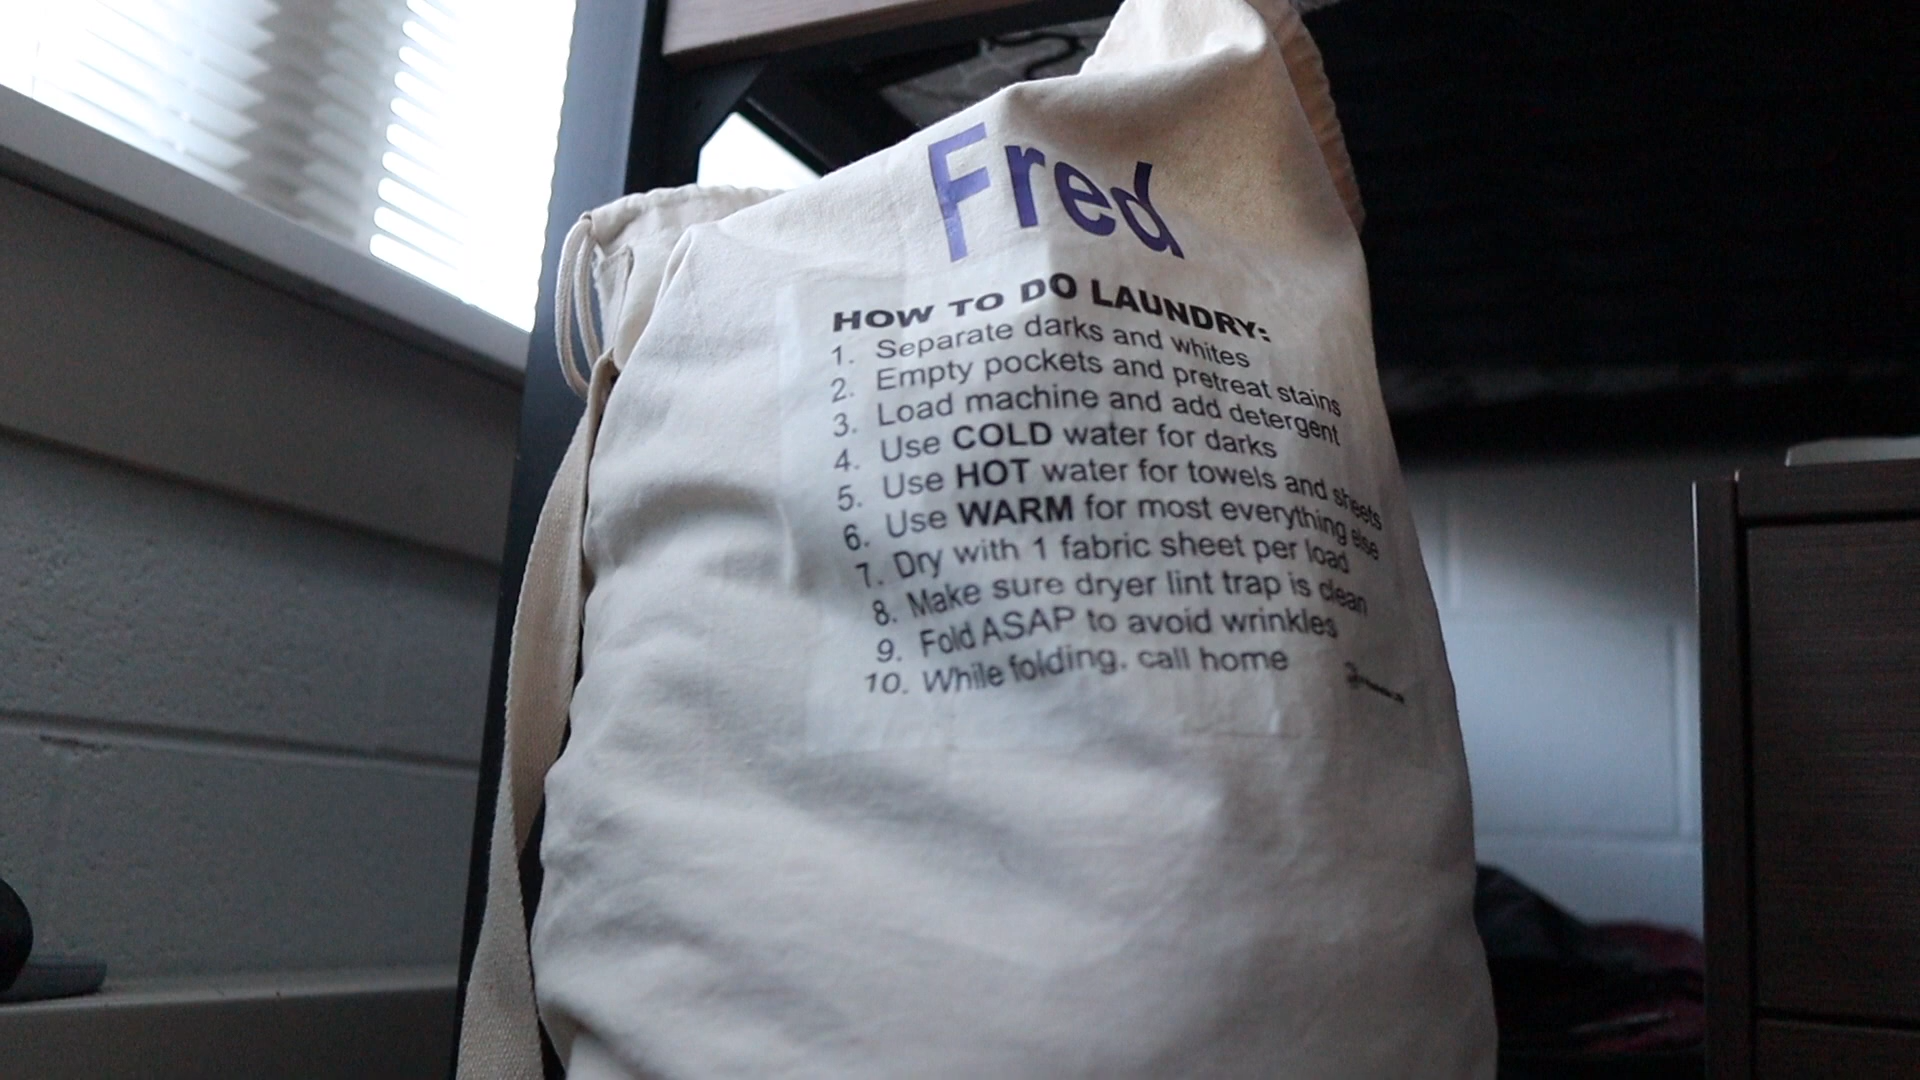 Fred
HOW TO DO LAUNDRY:
1. Separate darks and whites
2. Empty pockets and pretreat stains
3. Load machine and add detergent
4. Use COLD water for darks
5. Use HOT water for towels and sheets
6. Use WARM for most everything else
7. Dry with 1 fabric sheet per load
8. Make sure dryer lint trap is clean
9. Fold ASAP to avoid wrinkles
10. While folding, call home